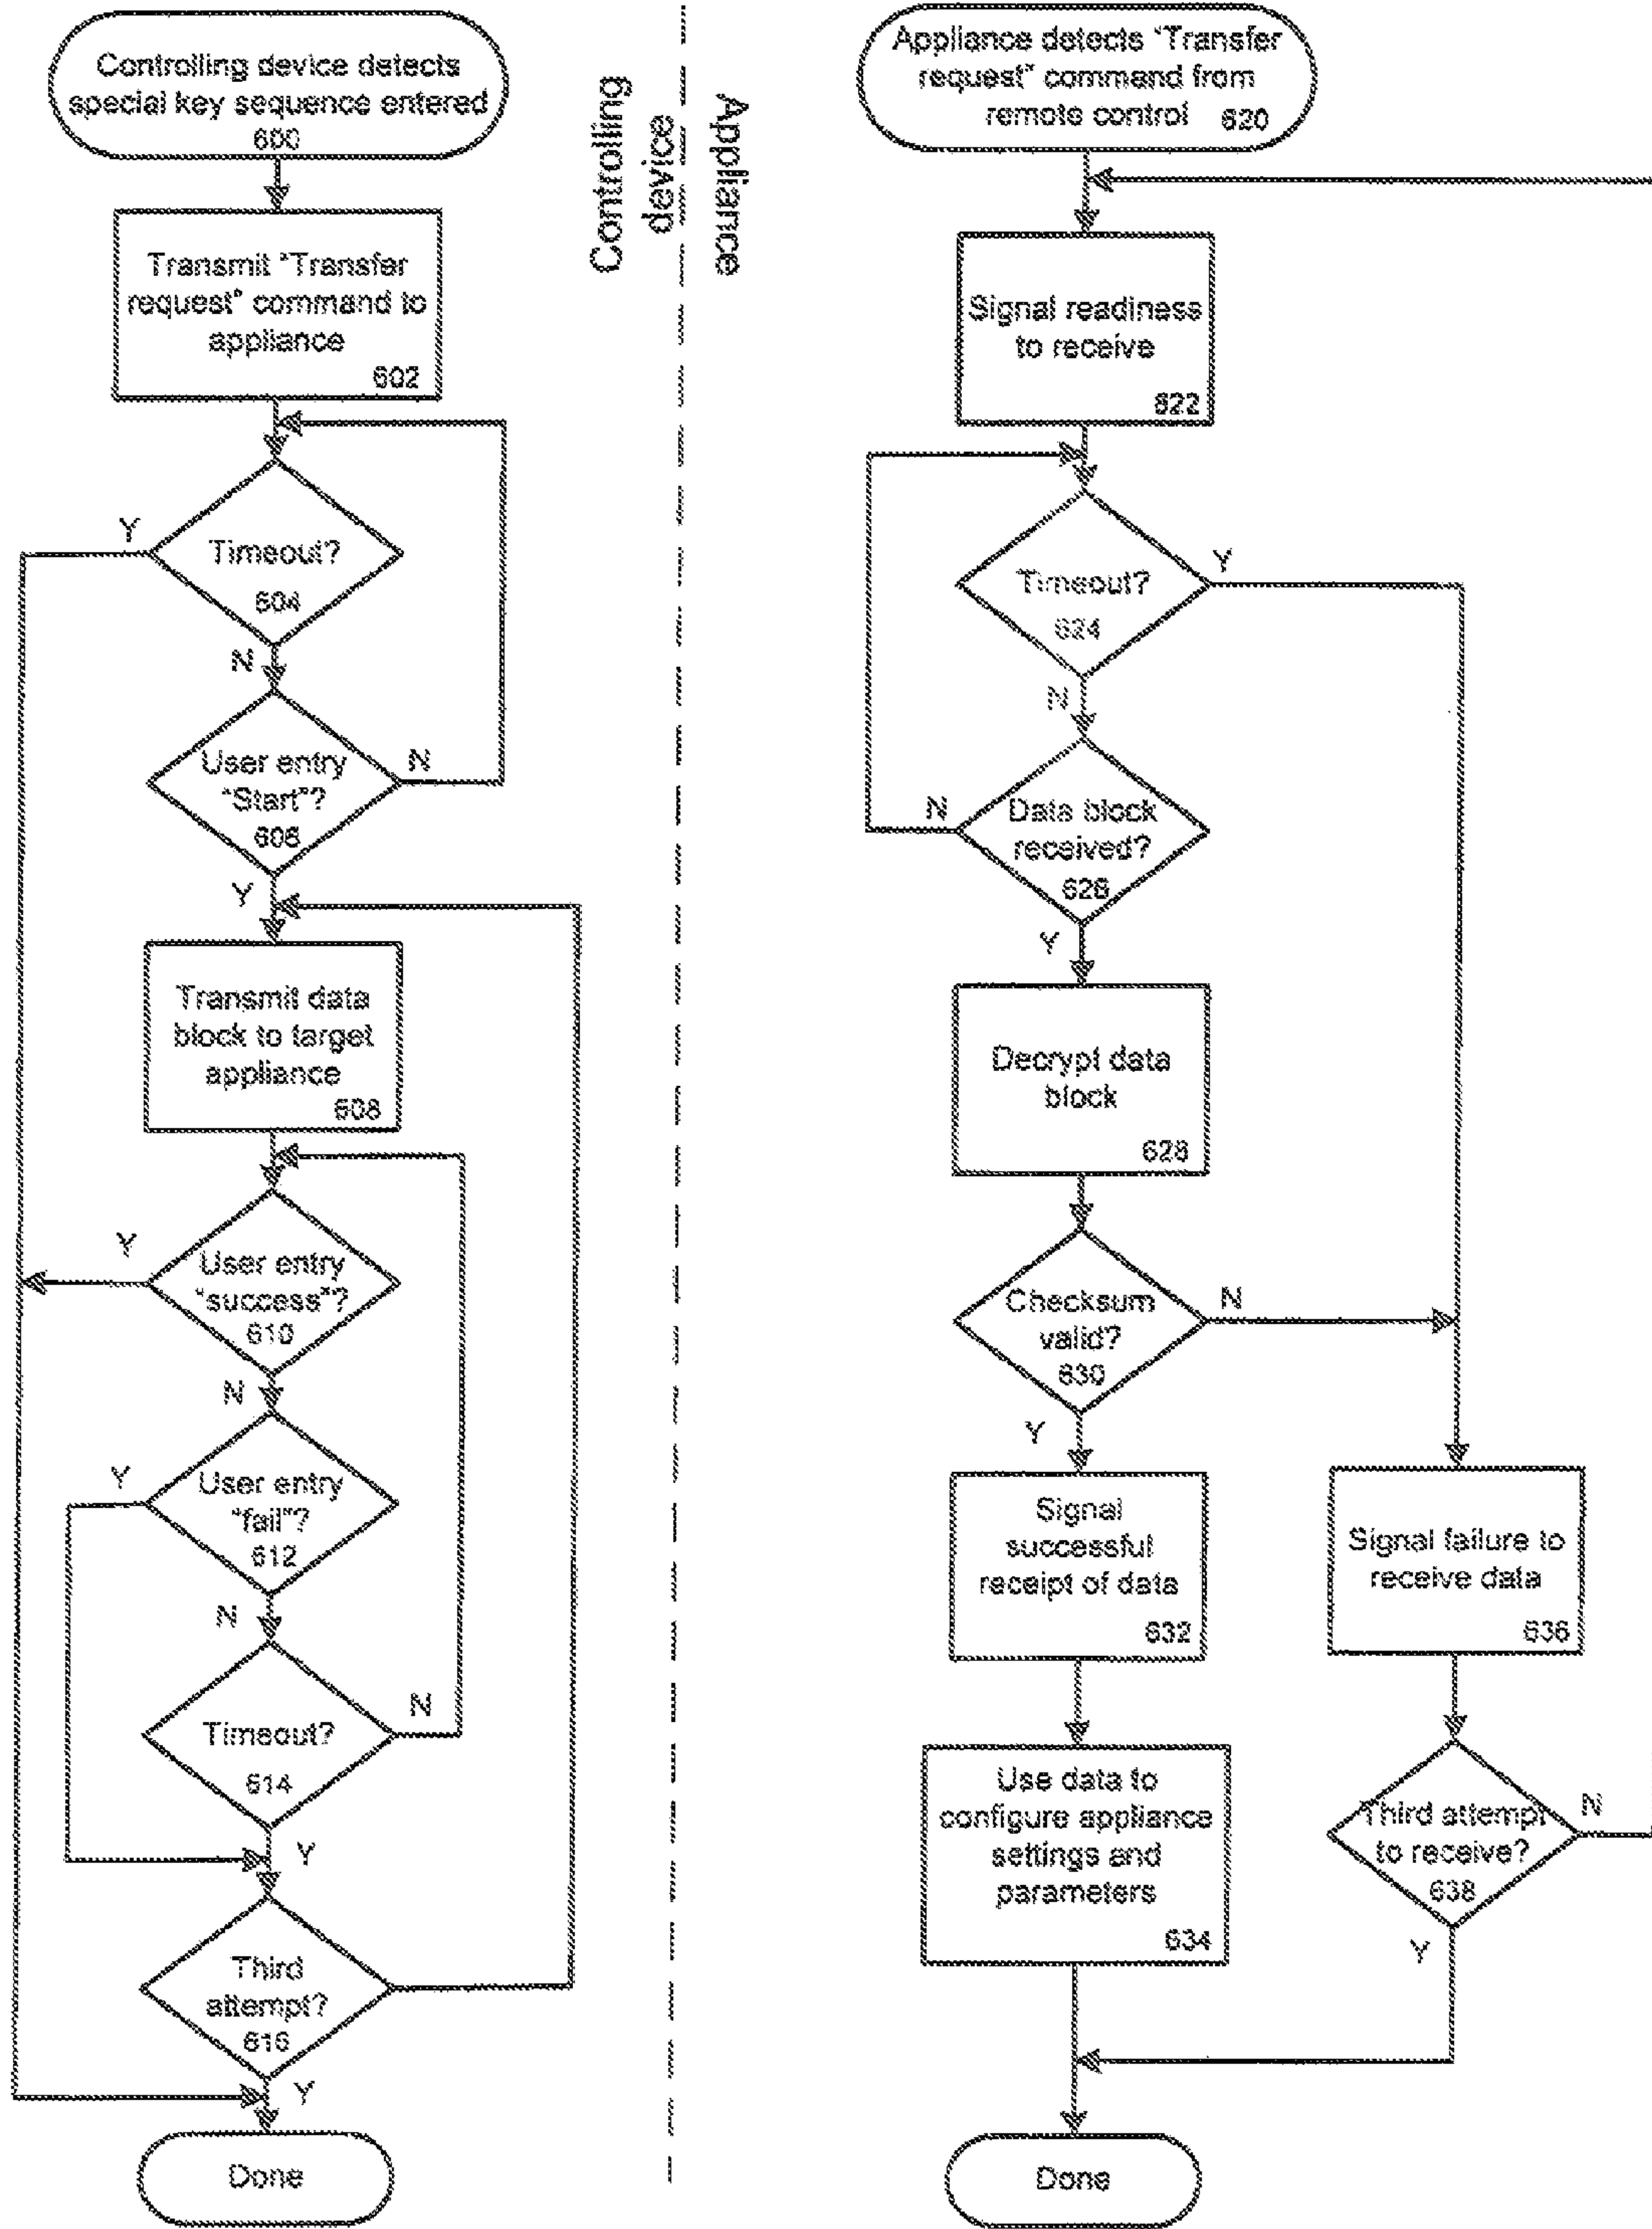 Controlling device detects
special key sequence entered
600
Transmit "Transfer
request" command to
appliance
602
Timeout?
604
Y
N
User entry
"Start"?
606
N
Y
Transmit data
block to target
appliance
608
User entry
"success"?
610
Y
N
User entry
"fail"?
612
Y
N
Timeout?
614
N
Y
Third
attempt?
616
Y
Done
Controlling
device
Appliance
Appliance detects "Transfer
request" command from
remote control 620
Signal readiness
to receive
622
Timeout?
624
Y
N
Data block
received?
626
N
Y
Decrypt data
block
628
Checksum
valid?
630
N
Y
Signal
successful
receipt of data
632
Signal failure to
receive data
636
Use data to
configure appliance
settings and
parameters
634
Third attempt
to receive?
638
N
Y
Done